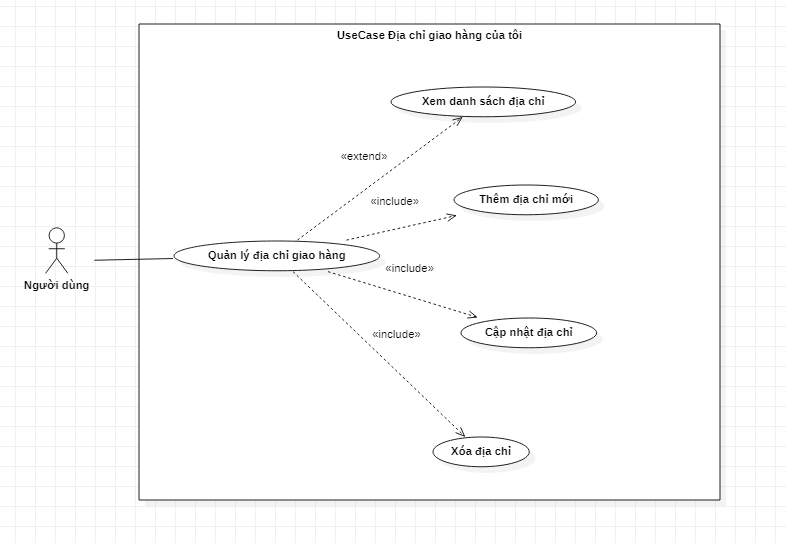 UseCase Địa chỉ giao hàng của tôi
Xem danh sách địa chỉ
«extend»
Thêm địa chỉ mới
«include»
Quản lý địa chỉ giao hàng
«include»
Người dùng
Cập nhật địa chỉ
«include»
Xóa địa chỉ